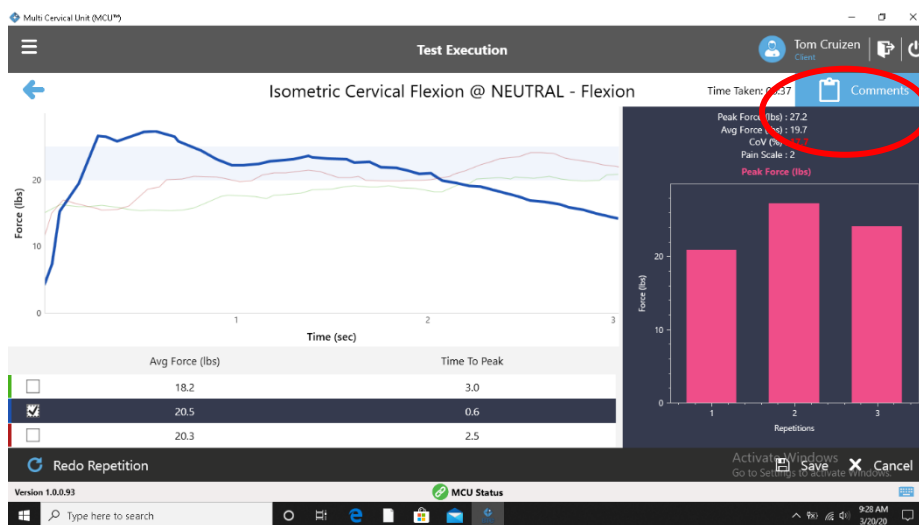 Multi Cervical Unit (MCU™)
Test Execution
Tom Cruizen
Client
Isometric Cervical Flexion @ NEUTRAL - Flexion
Time Taken:
Comments
Peak Force (lbs) : 27.2
Avg Force (lbs) : 19.7
CoV (%) :
Pain Scale : 2
Peak Force (lbs)
Force (lbs)
20
10
0
1
2
3
Time (sec)
Force (lbs)
20
10
0
1
2
3
Repetitions
Avg Force (lbs) Time To Peak
18.2 3.0
20.5 0.6
20.3 2.5
Redo Repetition
Activate Windows
Go to Settings to activate Windows.
Save
Cancel
Version 1.0.0.93
MCU Status
Type here to search
9:28 AM
3/20/20